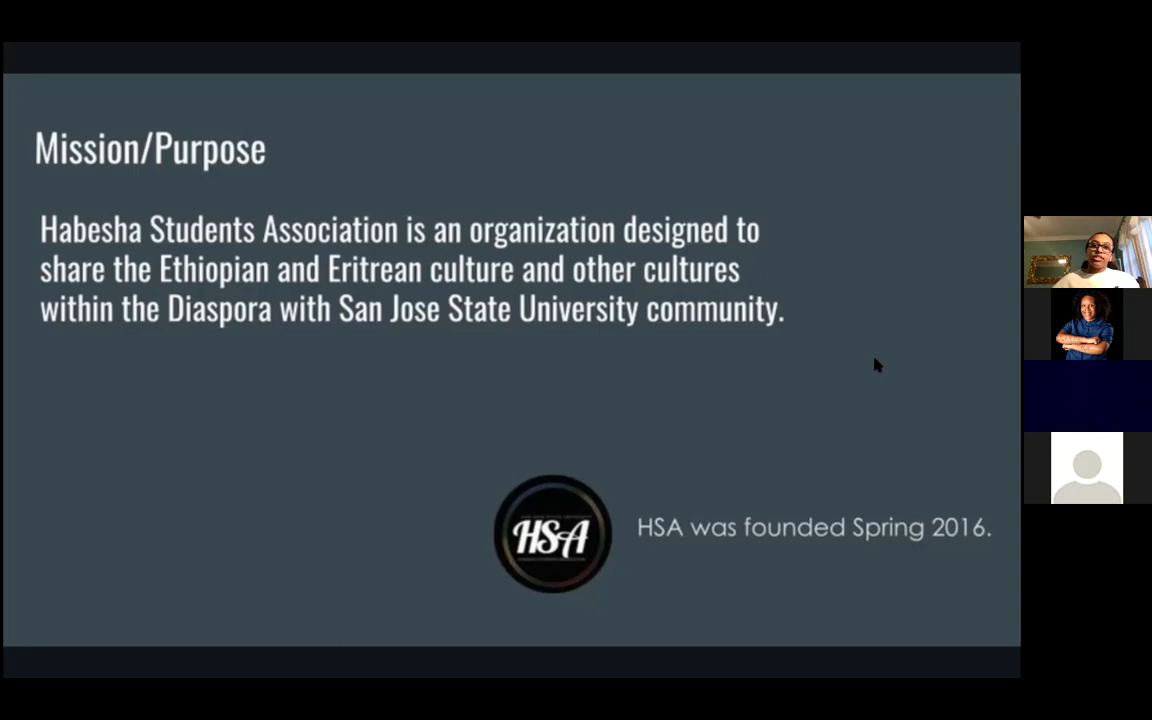 Mission/Purpose
Habesha Students Association is an organization designed to
share the Ethiopian and Eritrean culture and other cultures
within the Diaspora with San Jose State University community.
HSA
HSA was founded Spring 2016.